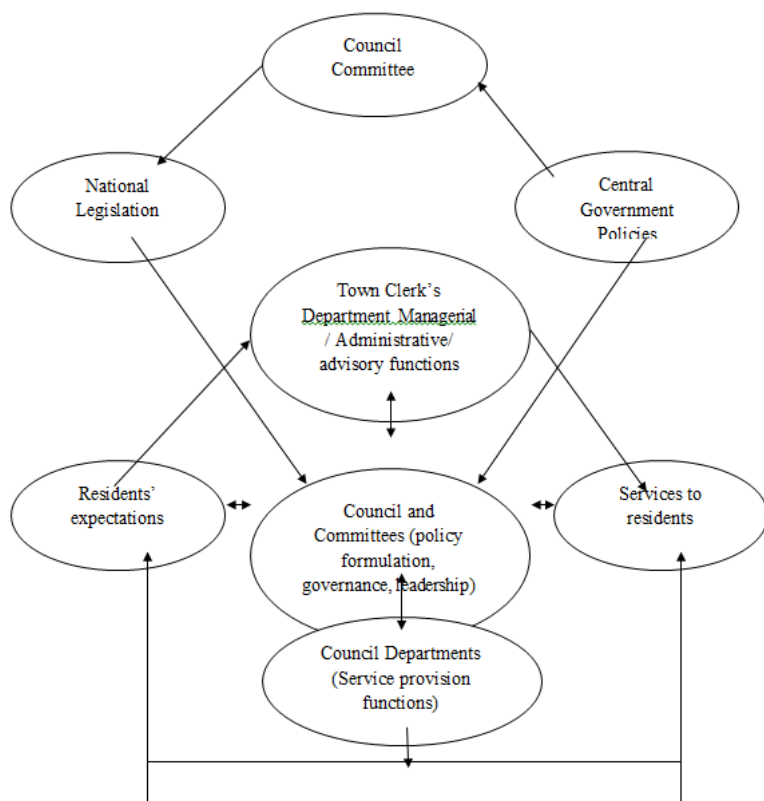 Council
Committee
National
Legislation
Central
Government
Policies
Town Clerk’s
Department Managerial
/ Administrative/
advisory functions
Residents’
expectations
Council and
Committees (policy
formulation,
governance, leadership)
Services to
residents
Council Departments
(Service provision
functions)